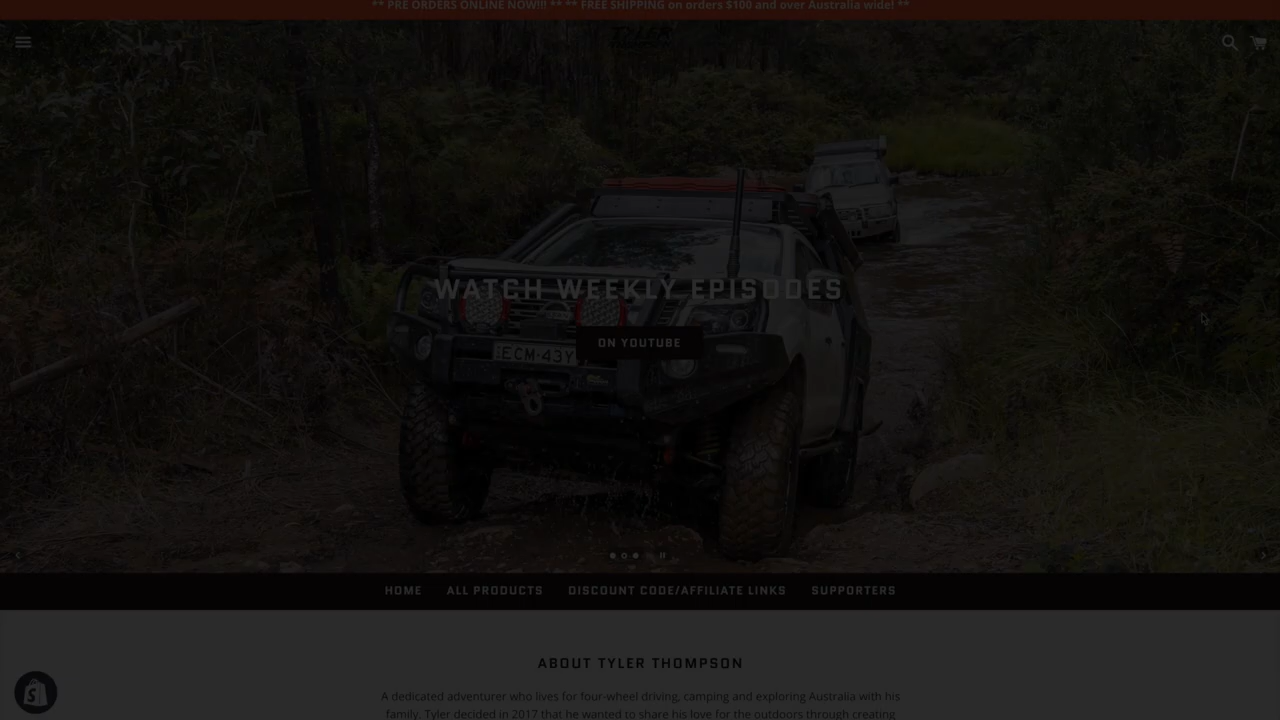 ** PRE ORDERS ONLINE NOW!!! ** ** FREE SHIPPING on orders $100 and over Australia wide! **
TYLER
WATCH WEEKLY EPISODES
ON YOUTUBE
ECM·43Y
HOME ALL PRODUCTS DISCOUNT CODE/AFFILIATE LINKS SUPPORTERS
ABOUT TYLER THOMPSON
A dedicated adventurer who lives for four-wheel driving, camping and exploring Australia with his
family. Tyler decided in 2017 that he wanted to share his love for the outdoors through creating